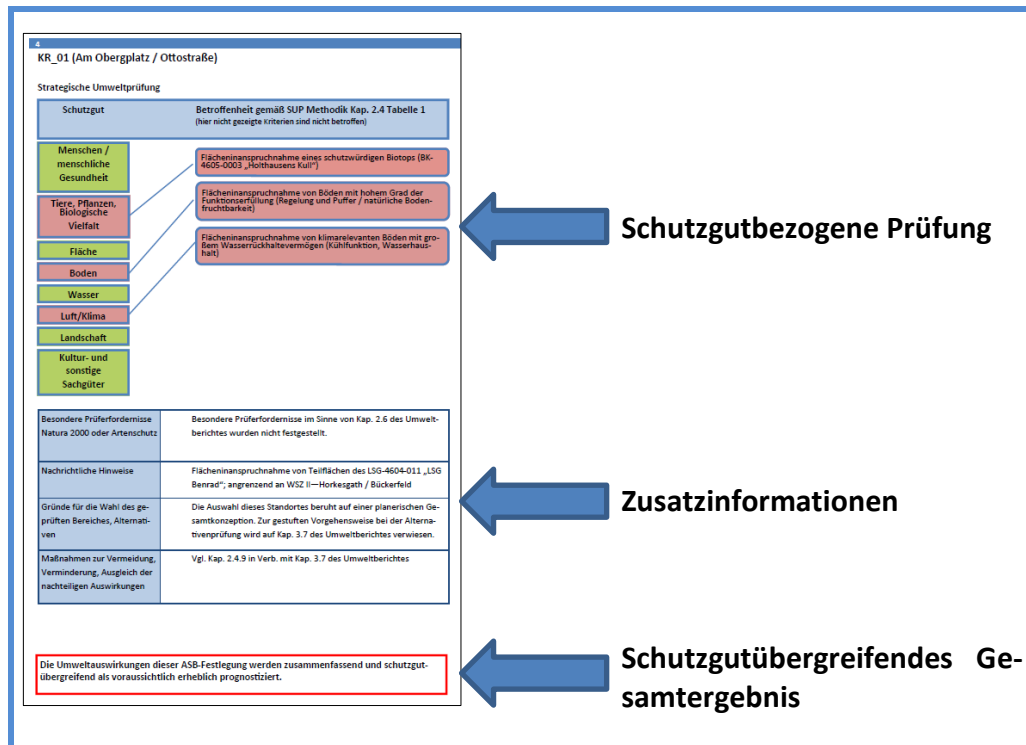 4
KR_01 (Am Obergplatz / Ottostraße)
Strategische Umweltprüfung
Schutzgut
Betroffenheit gemäß SUP Methodik Kap. 2.4 Tabelle 1
(hier nicht gezeigte Kriterien sind nicht betroffen)
Menschen /
menschliche
Gesundheit
Tiere, Pflanzen,
Biologische
Vielfalt
Fläche
Boden
Wasser
Luft/Klima
Landschaft
Kultur- und
sonstige
Sachgüter
Flächeninanspruchnahme eines schutzwürdigen Biotops (BK-
4605-0003 „Holthausens Kull“)
Flächeninanspruchnahme von Böden mit hohem Grad der
Funktionserfüllung (Regelung und Puffer / natürliche Boden-
fruchtbarkeit)
Flächeninanspruchnahme von klimarelevanten Böden mit gro-
ßem Wasserrückhaltevermögen (Kühlfunktion, Wasserhaus-
halt)
Schutzgutbezogene Prüfung
Besondere Prüferfordernisse
Natura 2000 oder Artenschutz
Besondere Prüferfordernisse im Sinne von Kap. 2.6 des Umwelt-
berichtes wurden nicht festgestellt.
Nachrichtliche Hinweise
Flächeninanspruchnahme von Teilflächen des LSG-4604-011 „LSG
Benrad“; angrenzend an WSZ II—Horkesgath / Bückerfeld
Gründe für die Wahl des ge-
prüften Bereiches, Alternati-
ven
Die Auswahl dieses Standortes beruht auf einer planerischen Ge-
samtkonzeption. Zur gestuften Vorgehensweise bei der Alterna-
tivenprüfung wird auf Kap. 3.7 des Umweltberichtes verwiesen.
Maßnahmen zur Vermeidung,
Verminderung, Ausgleich der
nachteiligen Auswirkungen
Vgl. Kap. 2.4.9 in Verb. mit Kap. 3.7 des Umweltberichtes
Zusatzinformationen
Die Umweltauswirkungen dieser ASB-Festlegung werden zusammenfassend und schutzgut-
übergreifend als voraussichtlich erheblich prognostiziert.
Schutzgutübergreifendes Ge-
samtergebnis